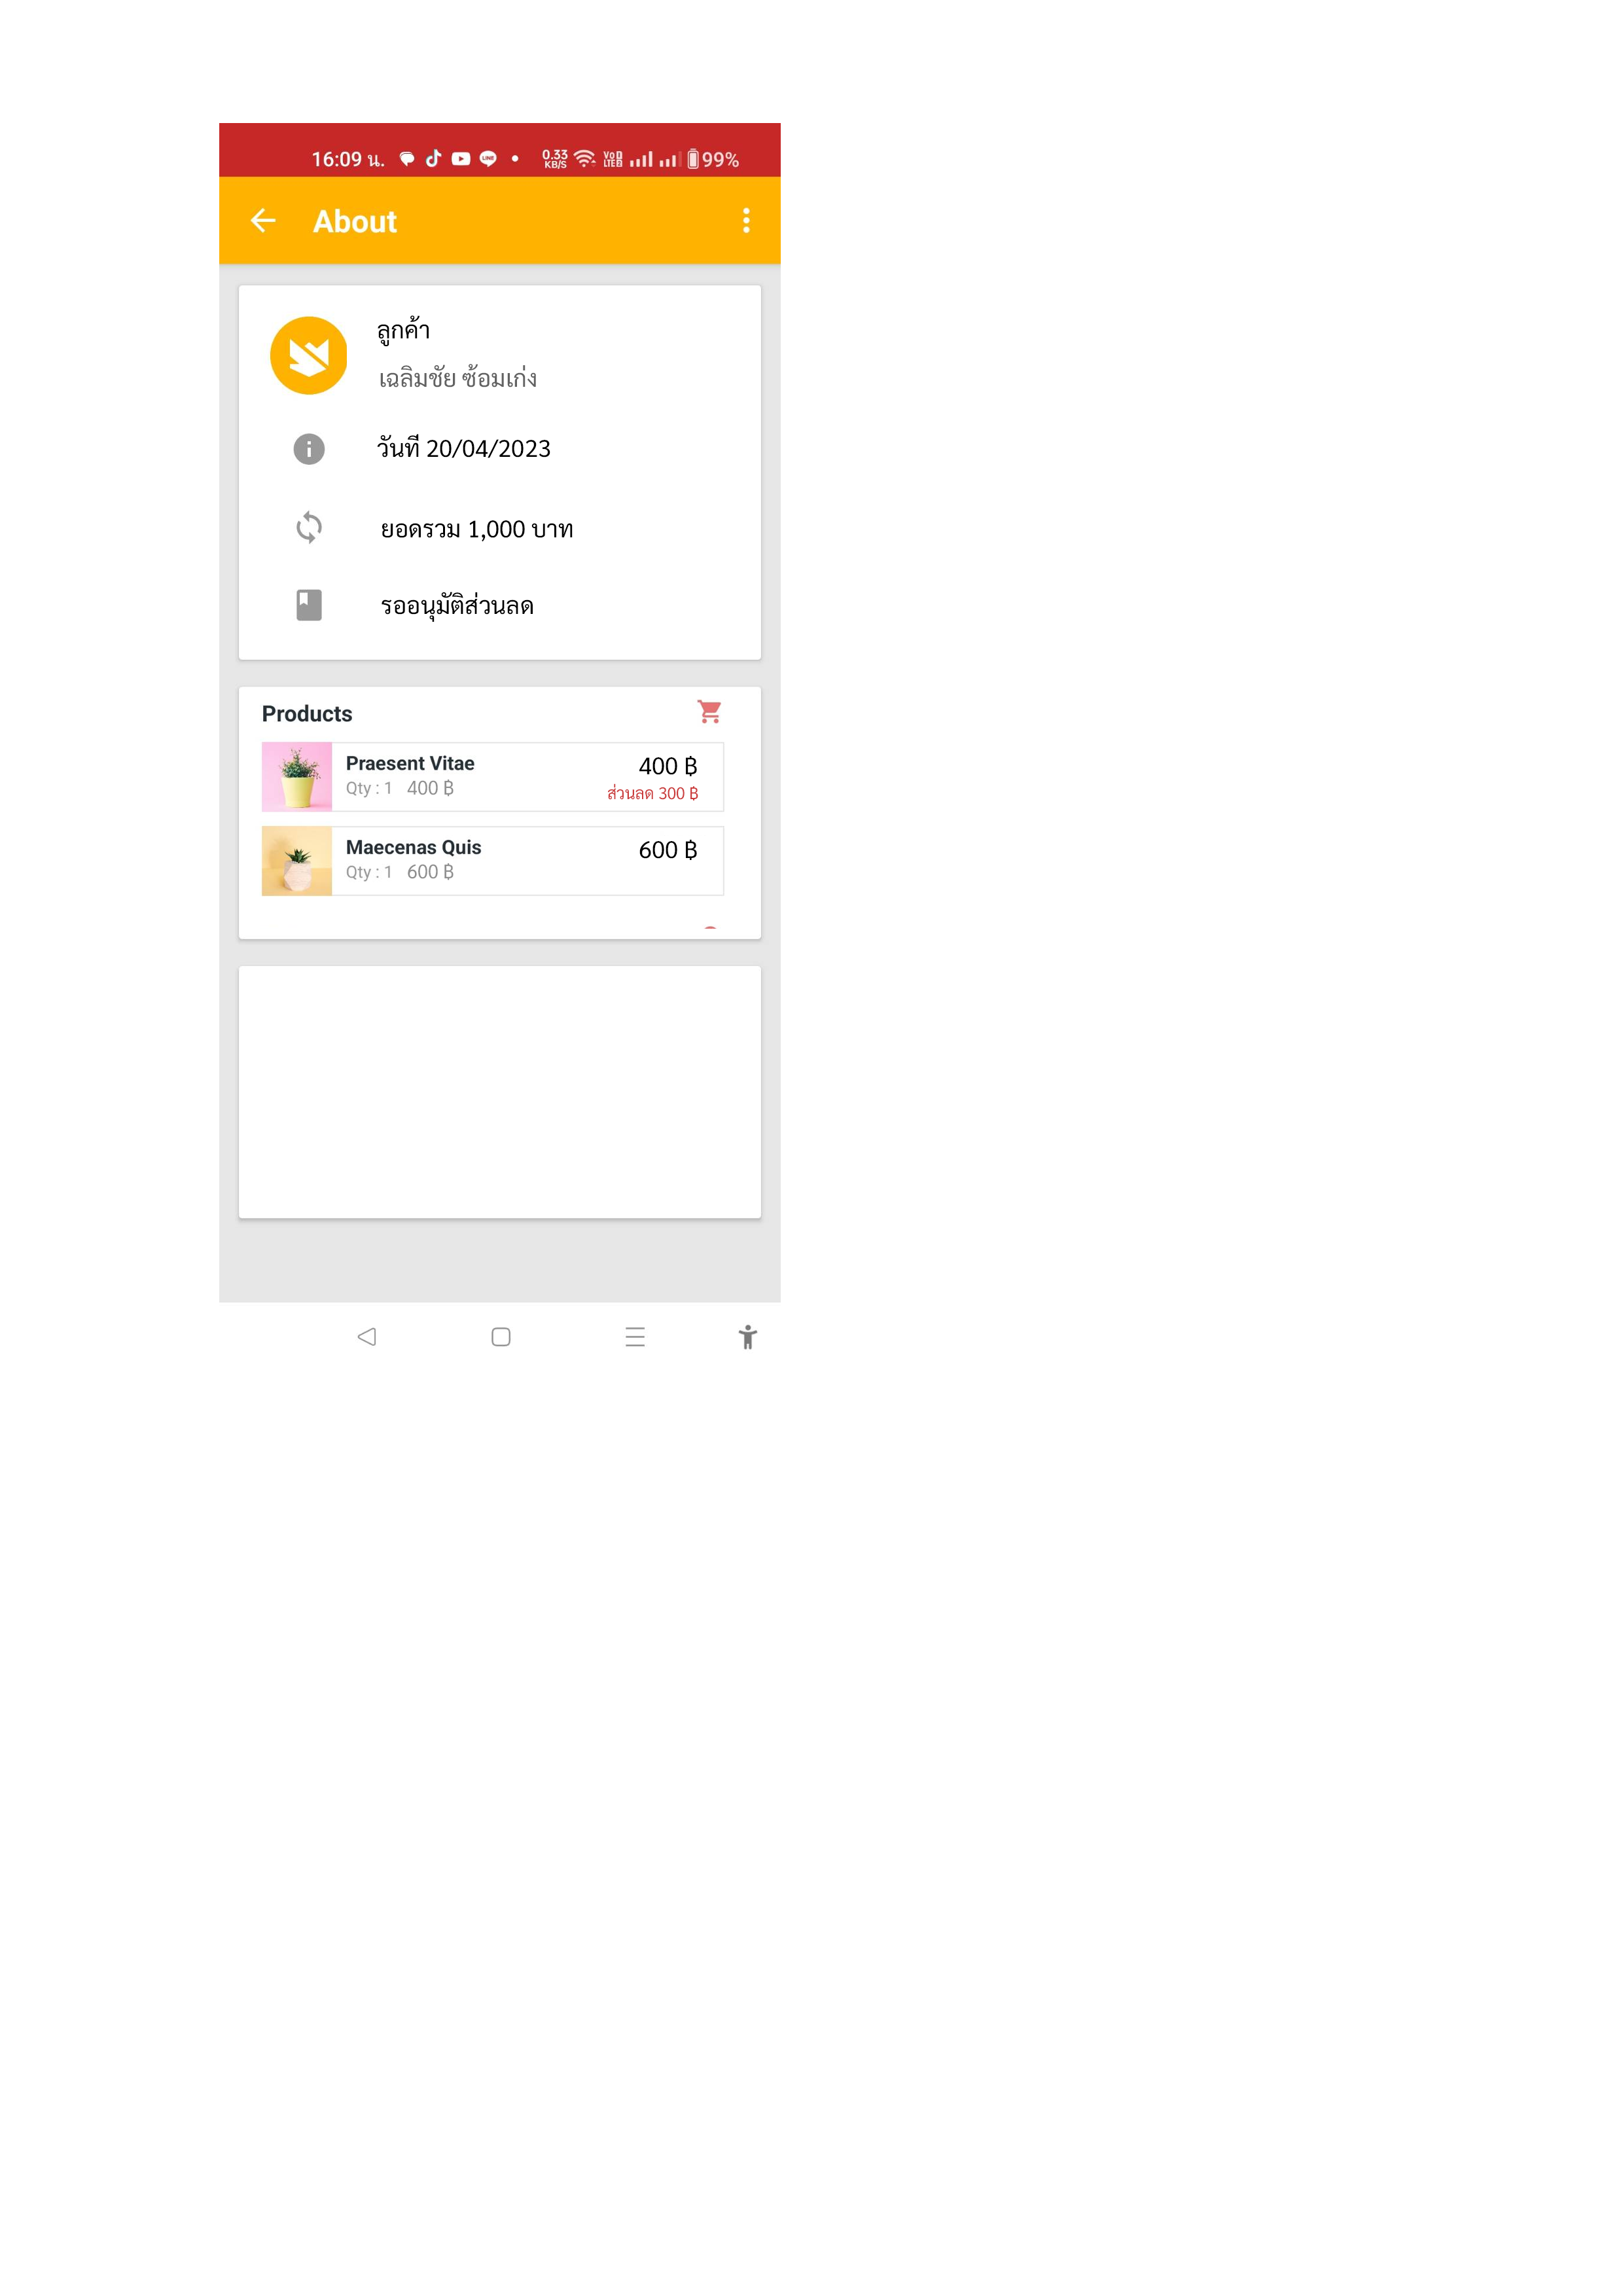 16:09 น.
0.33 KB/S
Vo LTE 2
99%
About
ลูกค้า
เฉลิมชัย ซ้อมเก่ง
วันที่ 20/04/2023
ยอดรวม 1,000 บาท
รออนุมัติส่วนลด
Products
Praesent Vitae
400 ฿
Qty : 1 400 ฿
ส่วนลด 300 ฿
Maecenas Quis
600 ฿
Qty : 1 600 ฿